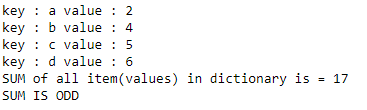 key : a value : 2
key : b value : 4
key : c value : 5
key : d value : 6
SUM of all item(values) in dictionary is = 17
SUM IS ODD